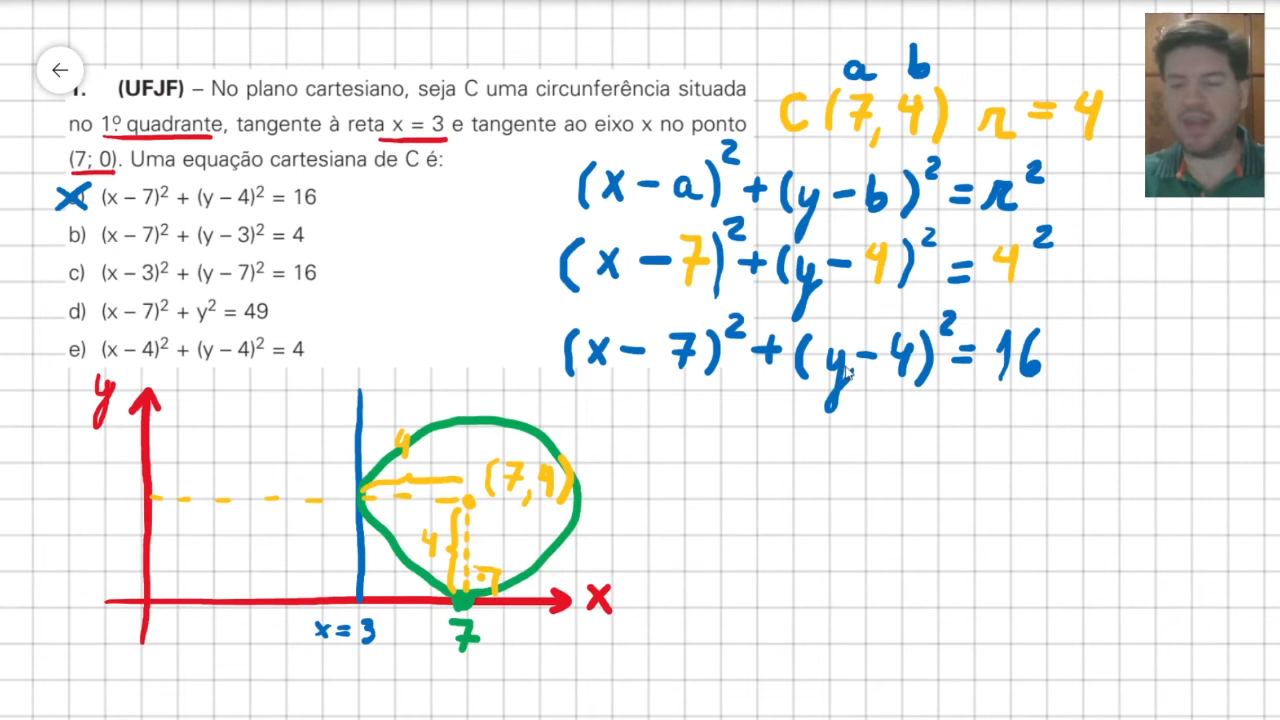 1. (UFJF) – No plano cartesiano, seja C uma circunferência situada
no 1º quadrante, tangente à reta x = 3 e tangente ao eixo x no ponto
(7; 0). Uma equação cartesiana de C é:
a) (x – 7)² + (y – 4)² = 16
b) (x – 7)² + (y – 3)² = 4
c) (x – 3)² + (y – 7)² = 16
d) (x – 7)² + y² = 49
e) (x – 4)² + (y – 4)² = 4
a b
C (7, 4) r = 4
(x – a)² + (y – b)² = r²
(x – 7)² + (y – 4)² = 4²
(x – 7)² + (y – 4)² = 16
y
4
(7, 4)
4
x
x = 3
7